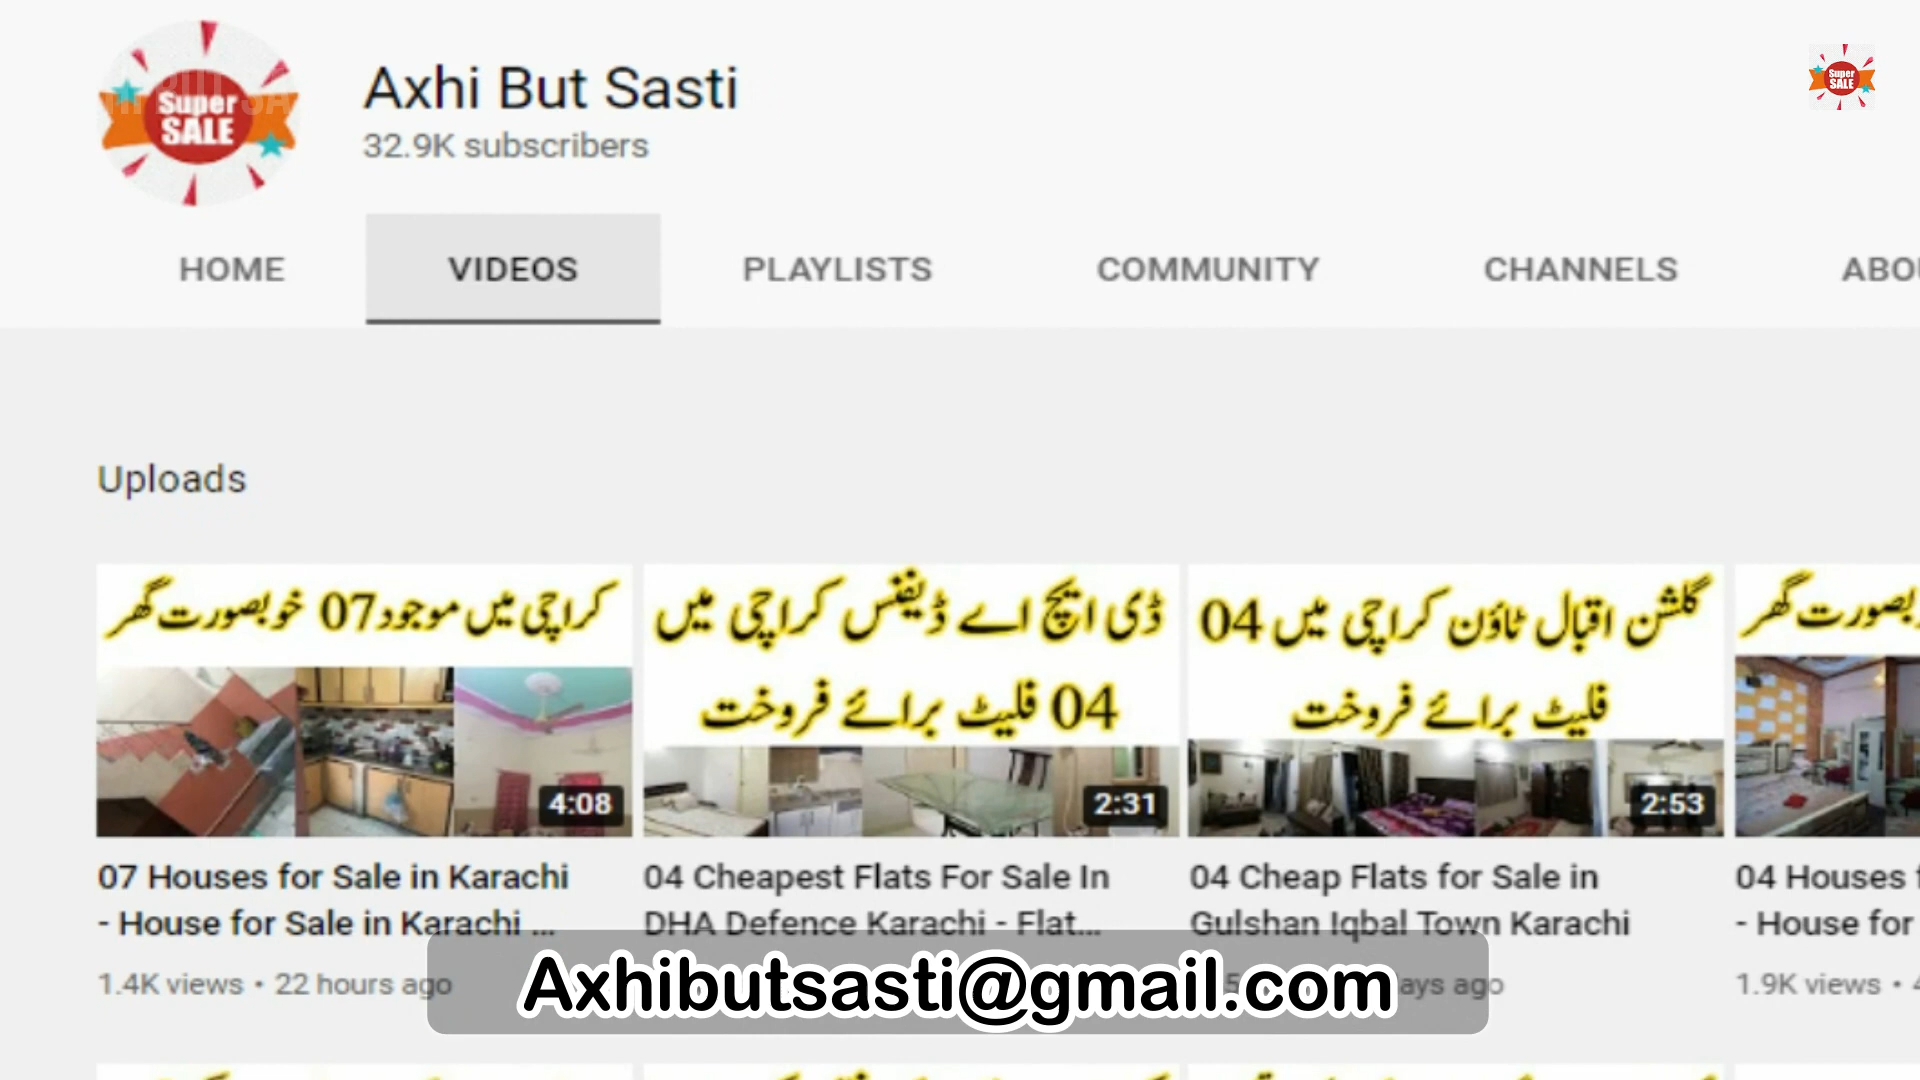 Super
SALE
Axhi But Sasti
32.9K subscribers
Super
SALE
HOME
VIDEOS
PLAYLISTS
COMMUNITY
CHANNELS
Uploads
کراچی میں موجود 07 خوبصورت گھر
ڈی ایچ اے ڈیفنس کراچی میں
04 فلیٹ برائے فروخت
گلشن اقبال ٹاؤن کراچی میں 04
فلیٹ برائے فروخت
گھر
4:08
2:31
2:53
07 Houses for Sale in Karachi
- House for Sale in Karachi ...
04 Cheapest Flats For Sale In
DHA Defence Karachi - Flat...
04 Cheap Flats for Sale in
Gulshan Iqbal Town Karachi
04 Houses
- House for
1.4K views • 22 hours ago
ago
1.9K views •
Axhibutsasti@gmail.com